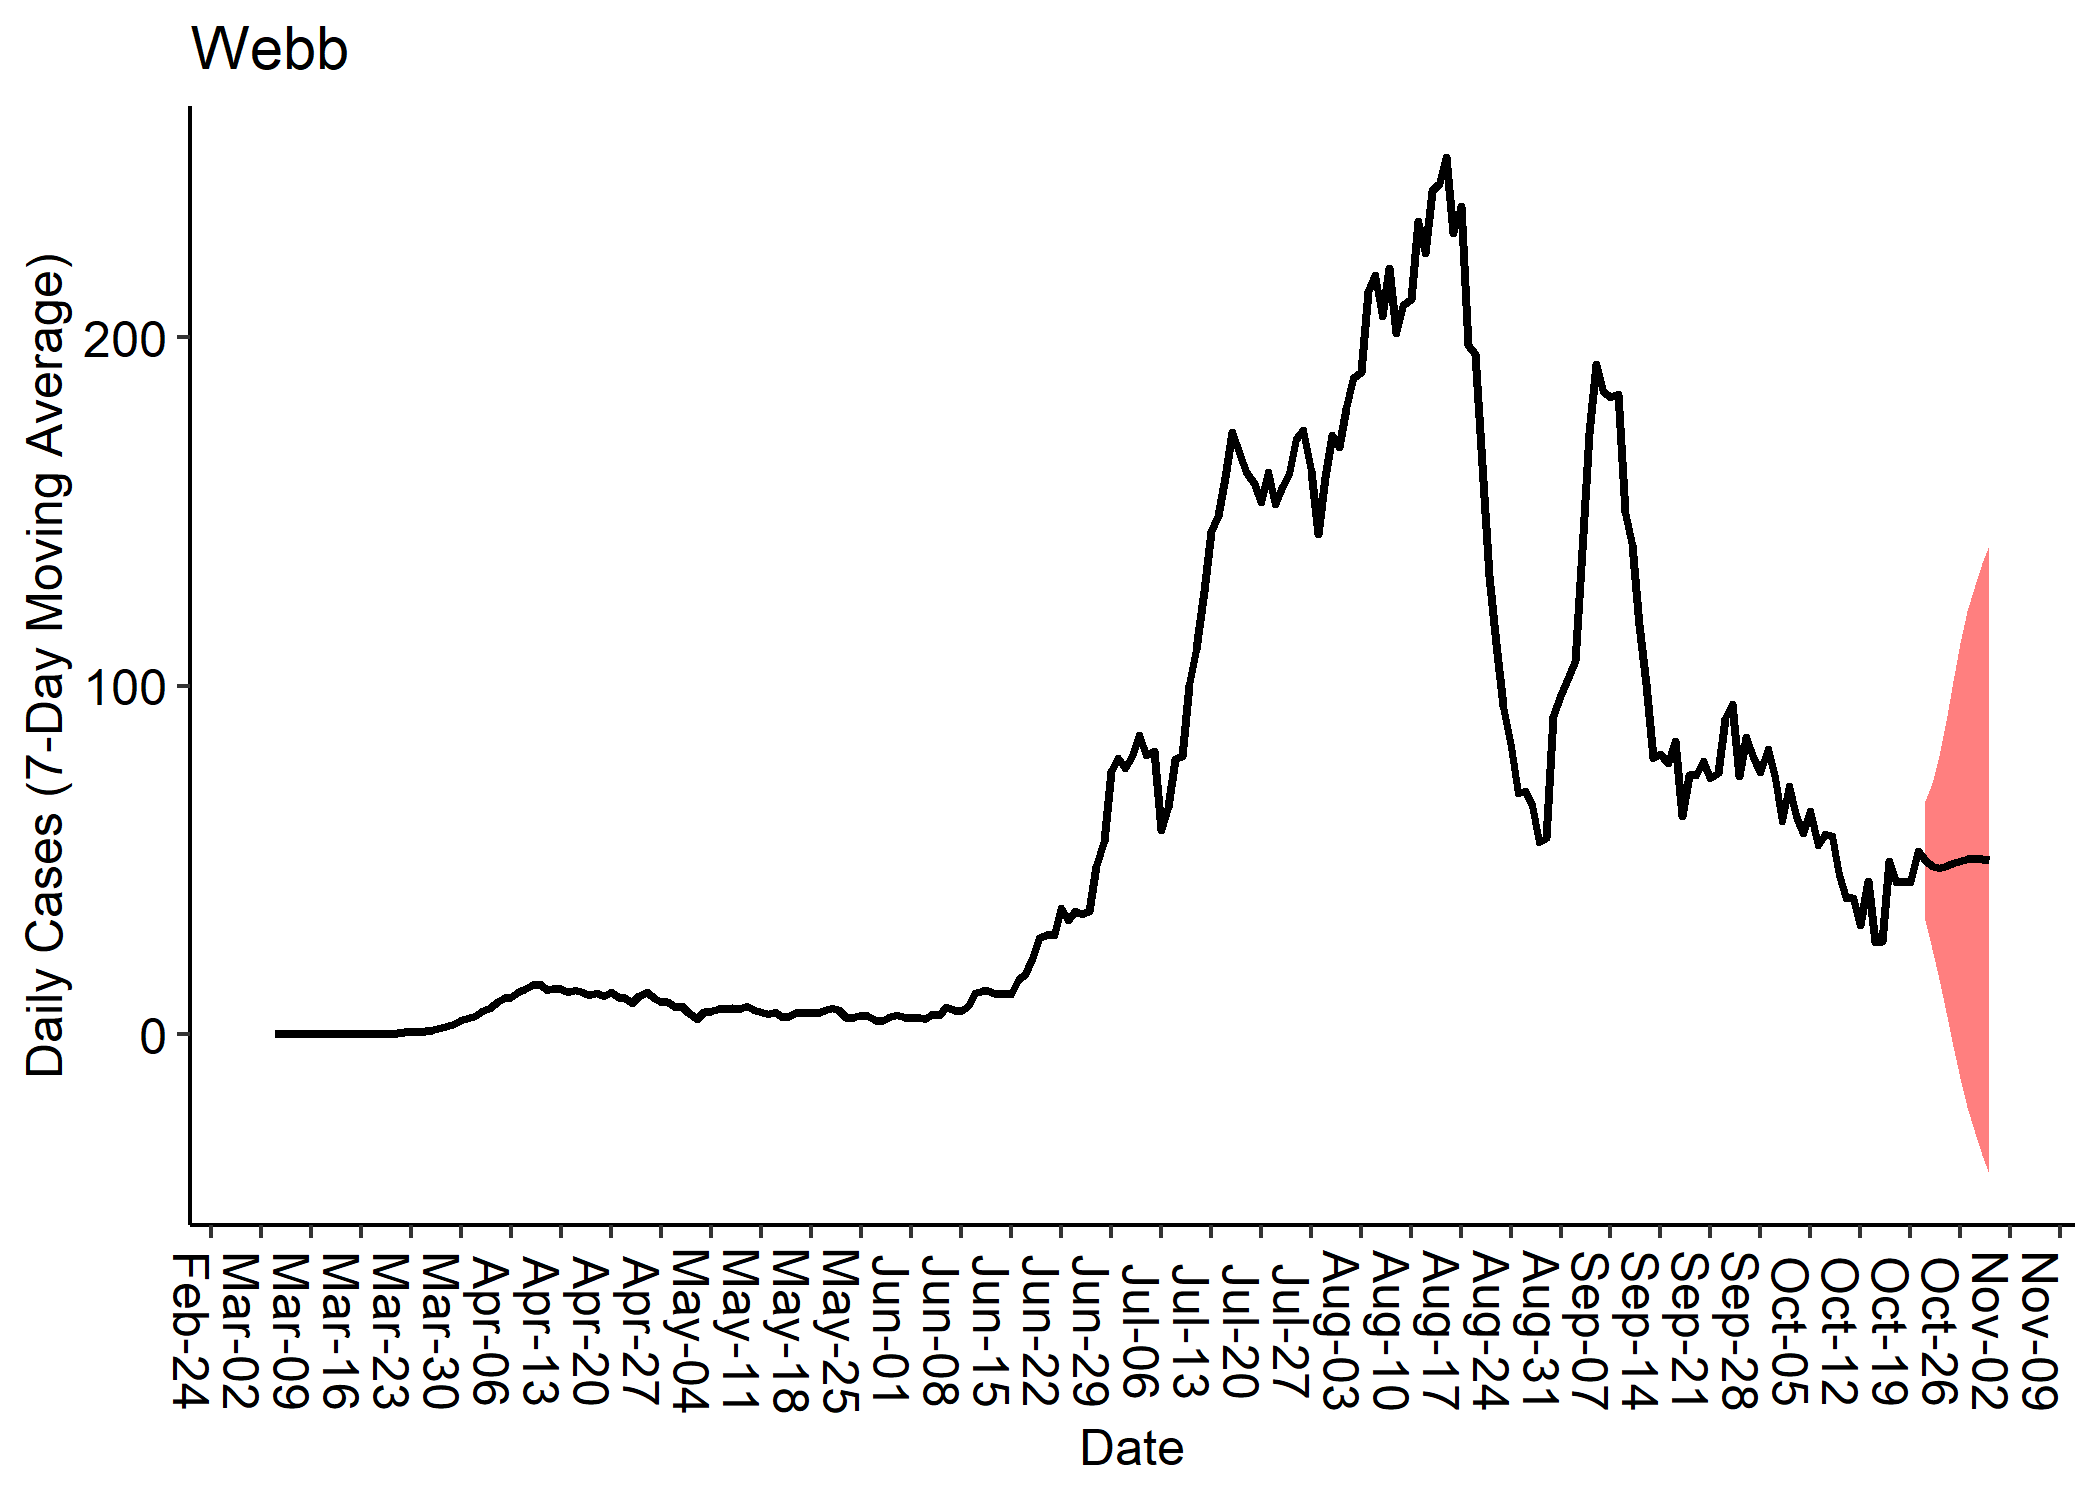 Webb
Daily Cases (7-Day Moving Average)
200
100
0
Feb-24
Mar-02
Mar-09
Mar-16
Mar-23
Mar-30
Apr-06
Apr-13
Apr-20
Apr-27
May-04
May-11
May-18
May-25
Jun-01
Jun-08
Jun-15
Jun-22
Jun-29
Jul-06
Jul-13
Jul-20
Jul-27
Aug-03
Aug-10
Aug-17
Aug-24
Aug-31
Sep-07
Sep-14
Sep-21
Sep-28
Oct-05
Oct-12
Oct-19
Oct-26
Nov-02
Nov-09
Date